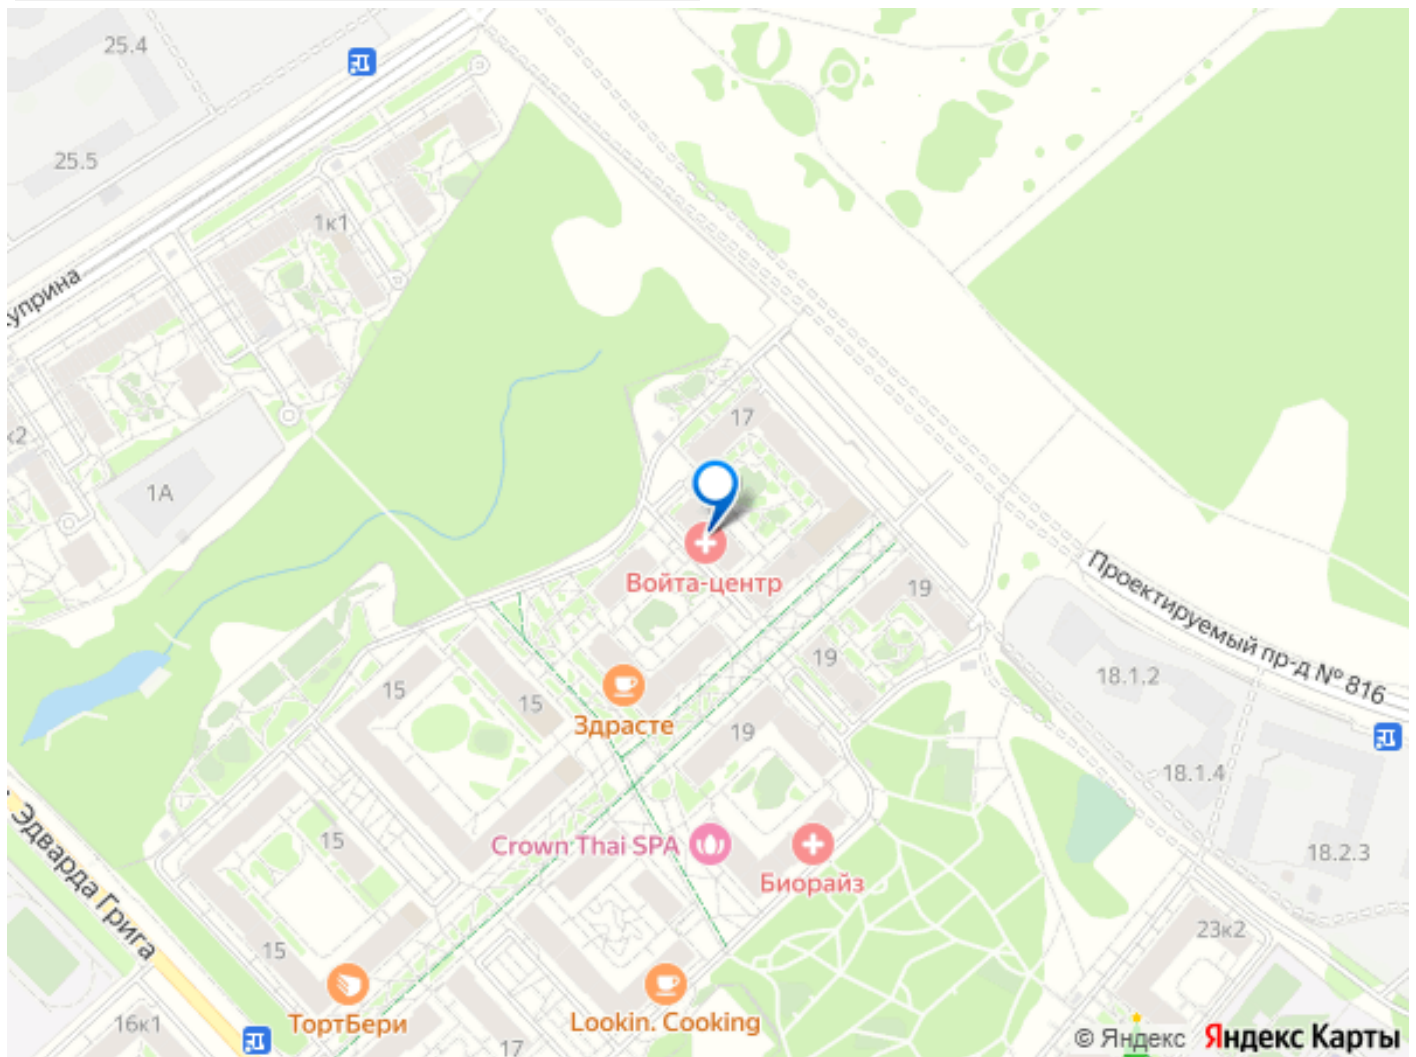 25.4
25.5
1к1
уприна
к2
1А
17
Войта-центр
19
19
Проектируемый пр-д № 816
18.1.2
15
15
Здрасте
19
18.1.4
Эдварда Грига
15
Crown Thai SPA
Биорайз
18.2.3
15
23к2
ТортБери
Lookin. Cooking
16к1
17
© Яндекс Яндекс Карты